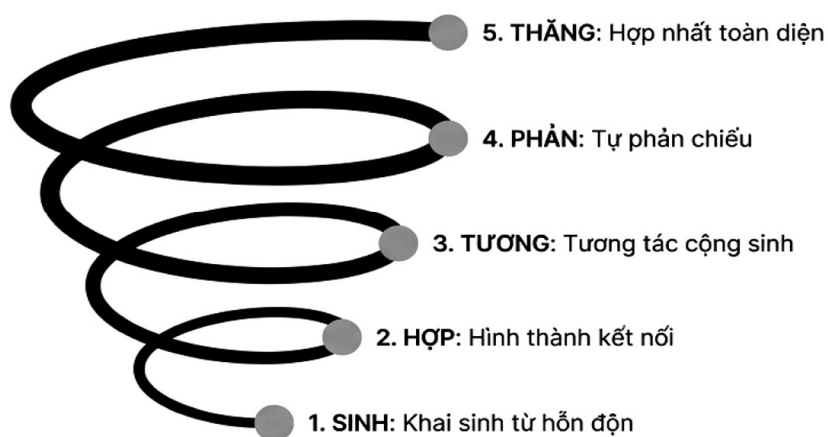 5. THĂNG: Hợp nhất toàn diện
4. PHẢN: Tự phản chiếu
3. TƯƠNG: Tương tác cộng sinh
2. HỢP: Hình thành kết nối
1. SINH: Khai sinh từ hỗn độn